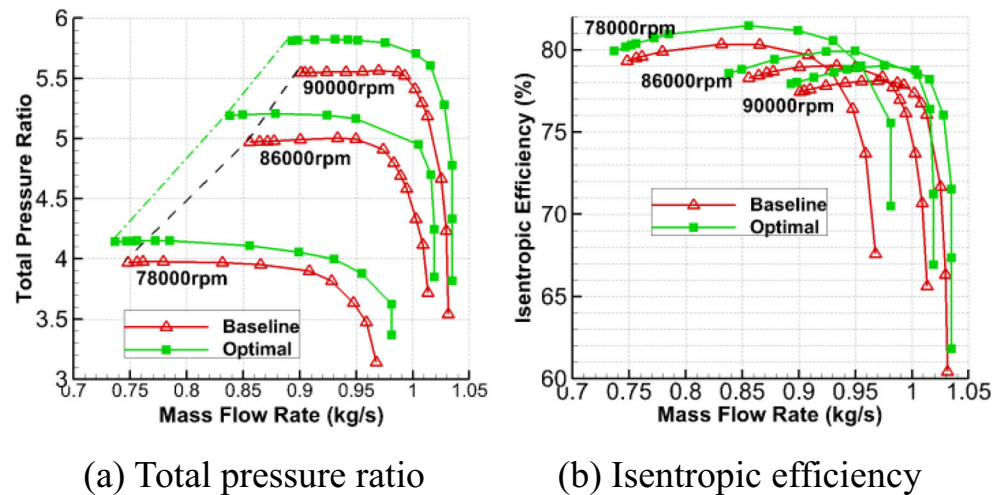 Total Pressure Ratio
6
5.5
5
4.5
4
3.5
3
90000rpm
86000rpm
78000rpm
Baseline
Optimal
0.7
0.75
0.8
0.85
0.9
0.95
1
1.05
Mass Flow Rate (kg/s)
(a) Total pressure ratio
Isentropic Efficiency (%)
80
75
70
65
60
78000rpm
86000rpm
90000rpm
Baseline
Optimal
0.7
0.75
0.8
0.85
0.9
0.95
1
1.05
Mass Flow Rate (kg/s)
(b) Isentropic efficiency